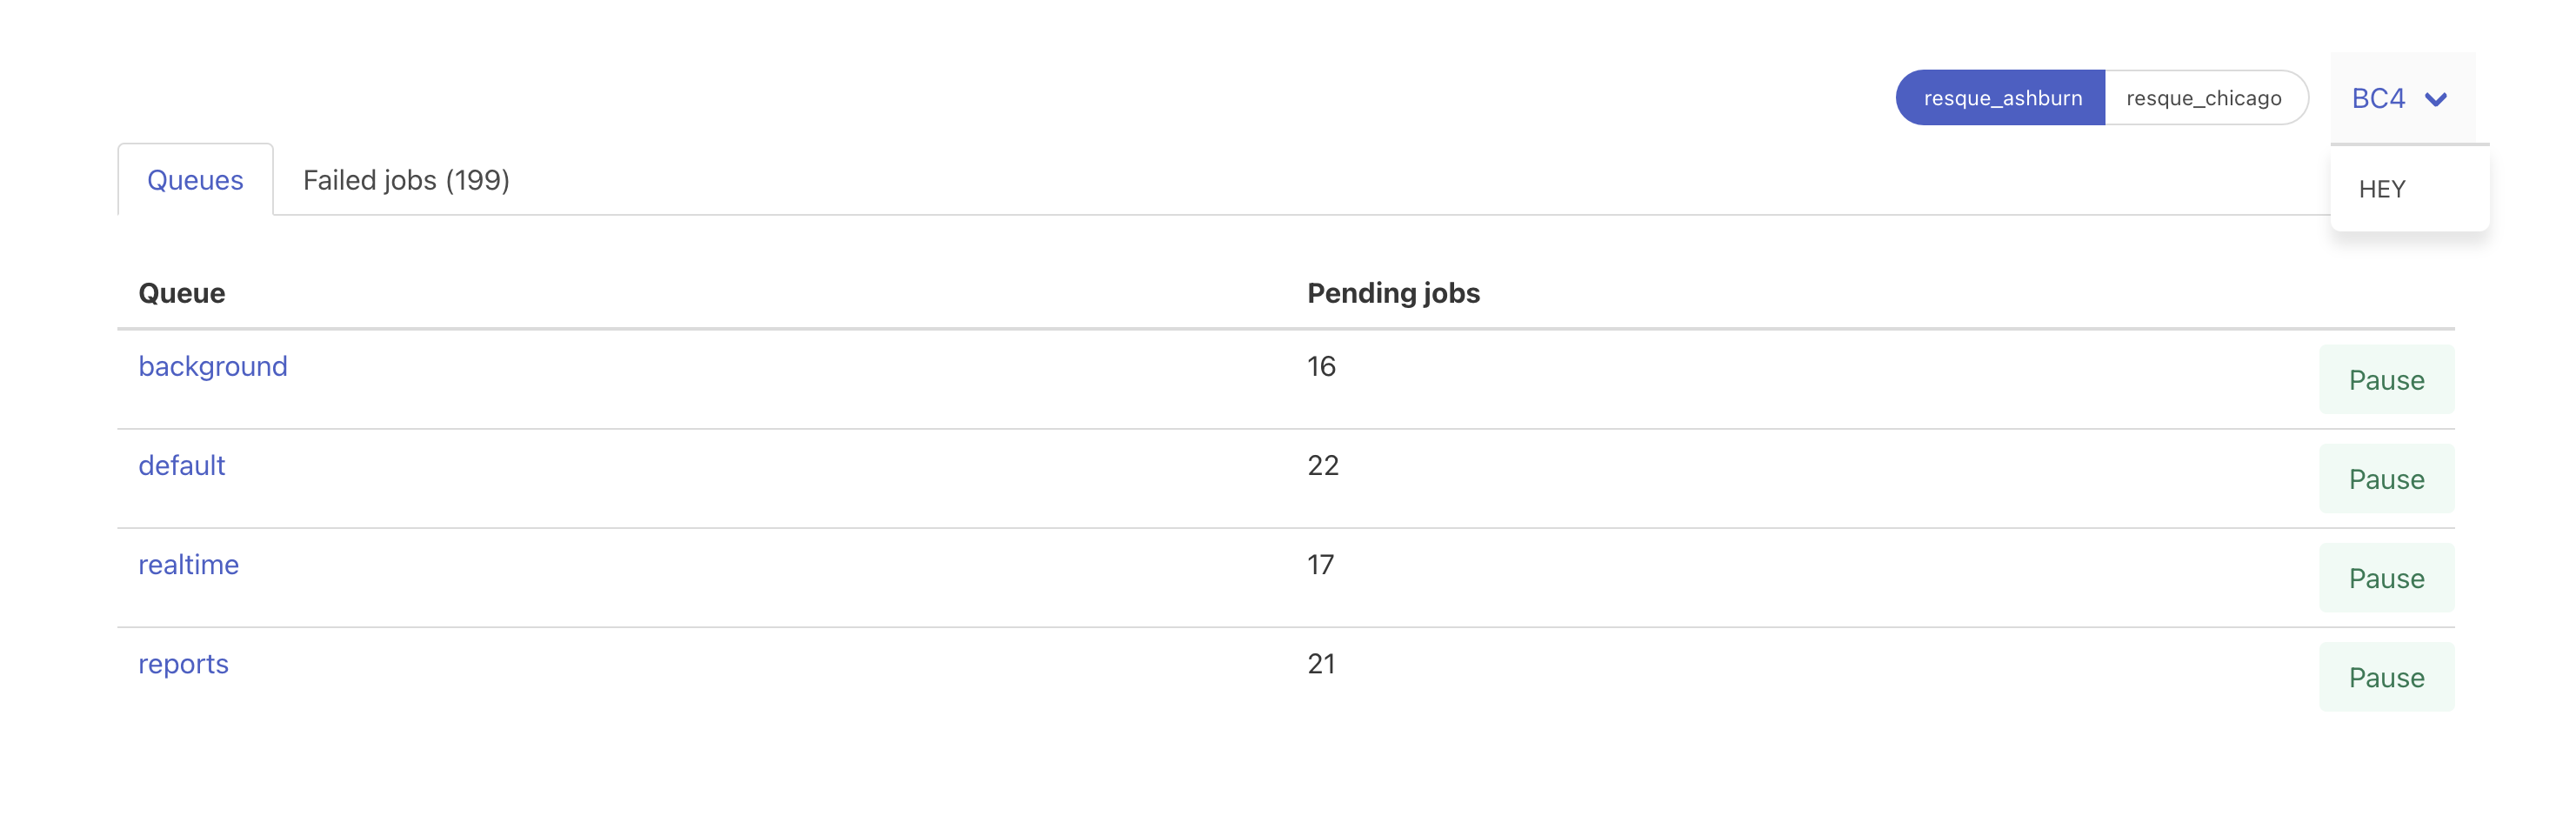 resque_ashburn resque_chicago BC4
Queues Failed jobs (199) HEY
Queue Pending jobs
background 16 Pause
default 22 Pause
realtime 17 Pause
reports 21 Pause